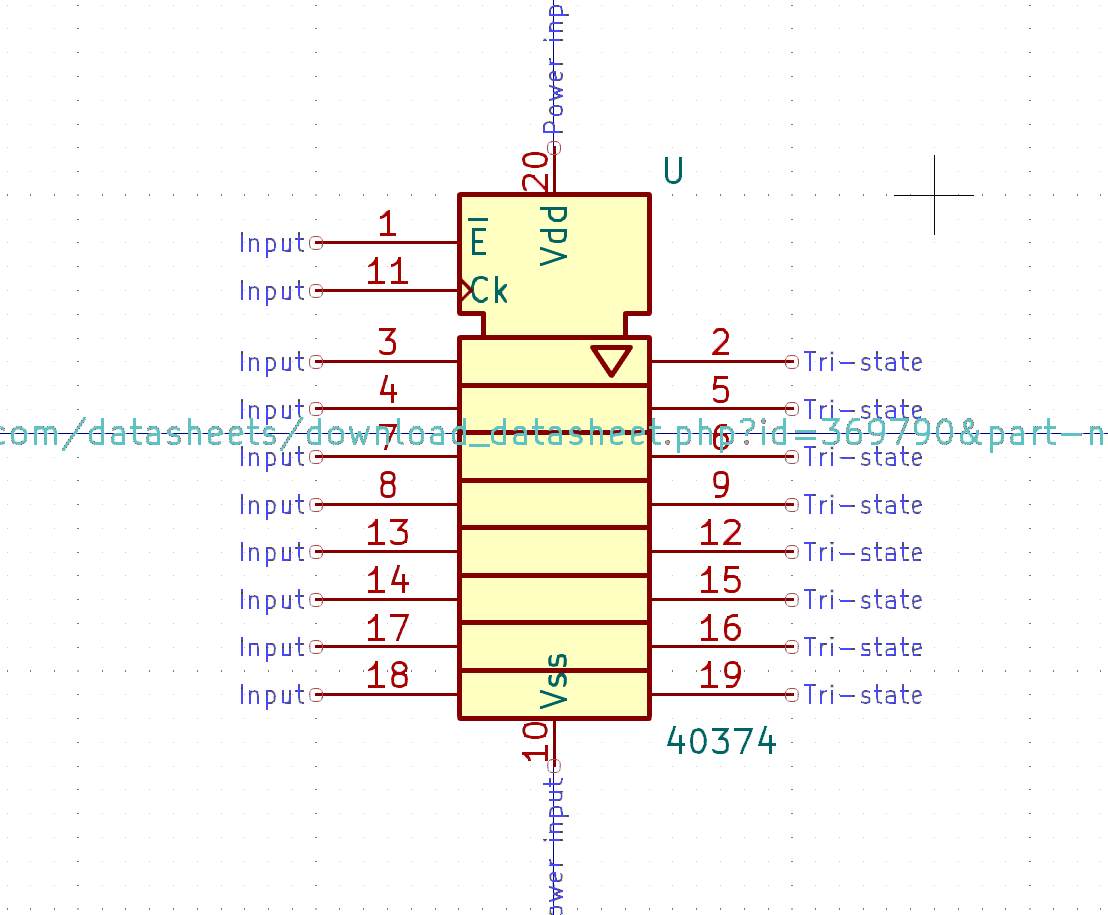 Power inp
20
U
1
Input
E
Vdd
11
Input
Ck
3
2
Input
Tri-state
4
5
Input
Tri-state
com/datasheets/download_datasheet.php?id=369790&part-n
7
6
Input
Tri-state
8
9
Input
Tri-state
13
12
Input
Tri-state
14
15
Input
Tri-state
17
16
Input
Tri-state
18
19
Input
Tri-state
Vss
10
40374
ower input